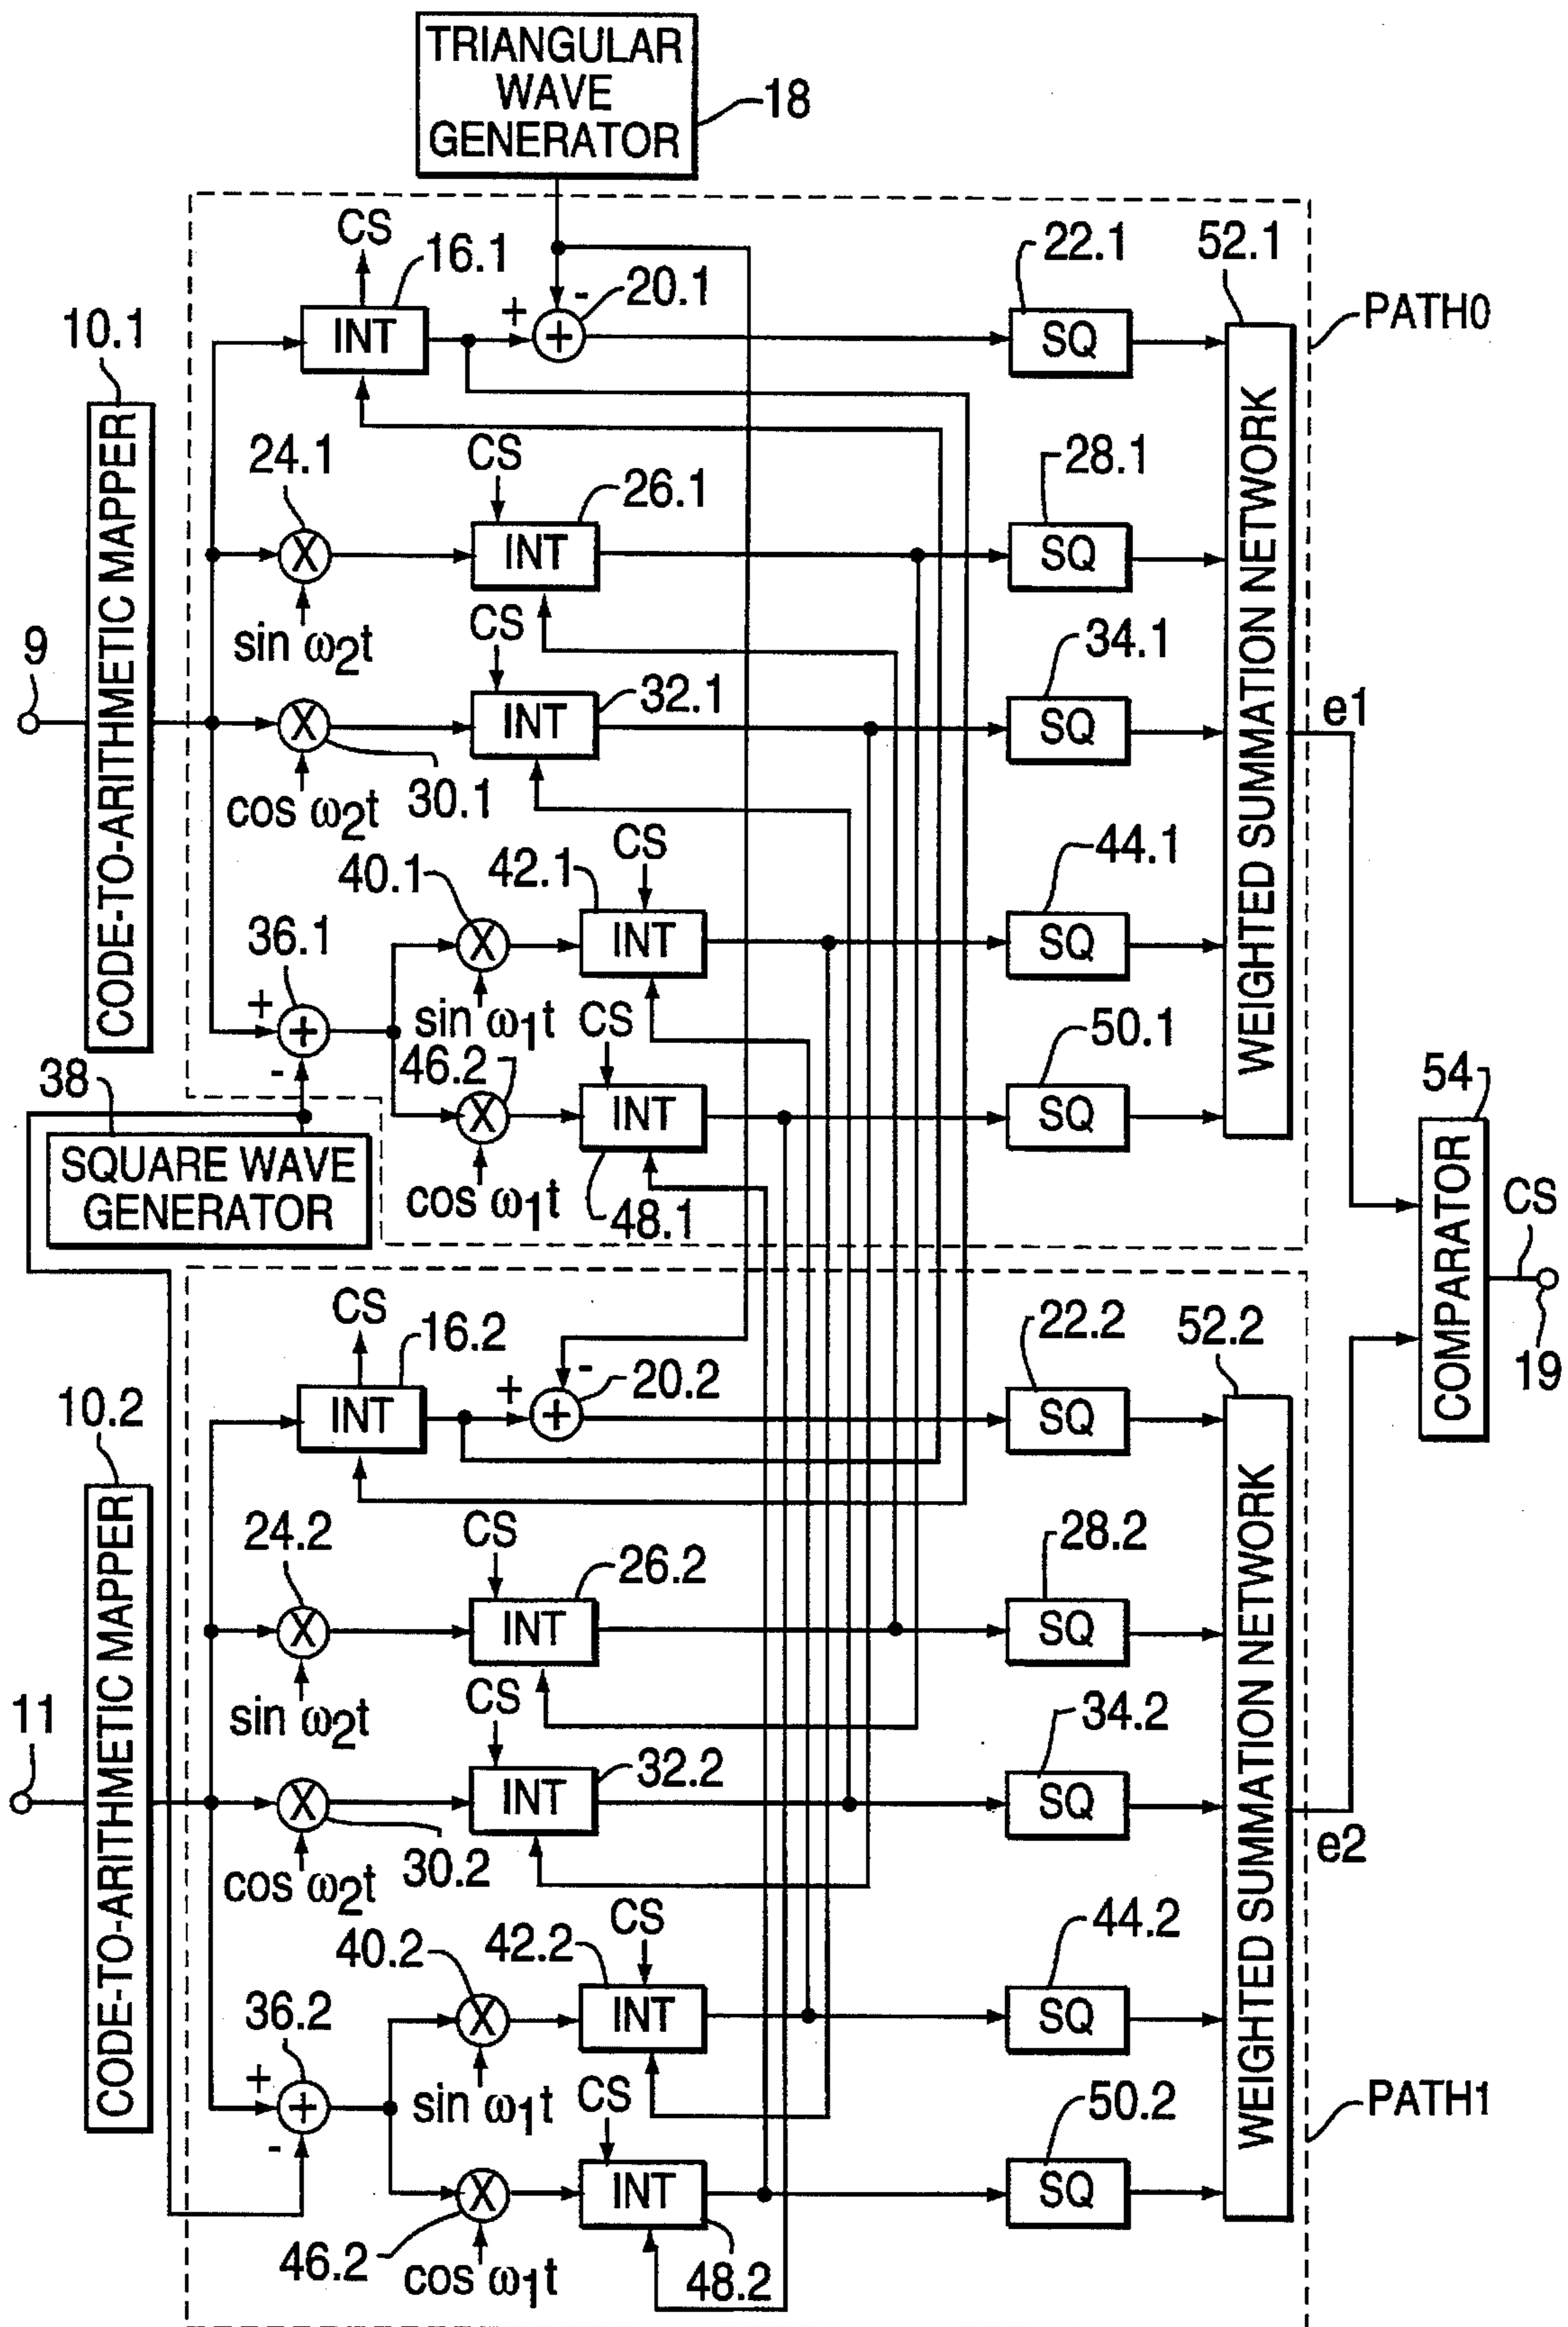 TRIANGULAR
WAVE
GENERATOR
18
CS
16.1
+
-
20.1
22.1
52.1
PATH0
10.1
INT
+
SQ
CODE-TO-ARITHMETIC MAPPER
24.1
CS
26.1
28.1
X
INT
SQ
WEIGHTED SUMMATION NETWORK
sin ω2t
CS
34.1
9
X
INT
32.1
SQ
e1
cos ω2t
30.1
CS
40.1
42.1
44.1
36.1
X
INT
SQ
+
+
sin ω1t
CS
50.1
-
46.2
38
X
INT
SQ
54
SQUARE WAVE
GENERATOR
cos ω1t
48.1
COMPARATOR
CS
19
CS
16.2
+
-
20.2
22.2
52.2
10.2
INT
+
SQ
CODE-TO-ARITHMETIC MAPPER
24.2
CS
26.2
28.2
X
INT
SQ
WEIGHTED SUMMATION NETWORK
sin ω2t
CS
34.2
11
X
INT
32.2
SQ
e2
cos ω2t
30.2
CS
40.2
42.2
44.2
36.2
X
INT
SQ
+
+
sin ω1t
CS
50.2
PATH1
-
X
INT
SQ
46.2
cos ω1t
48.2